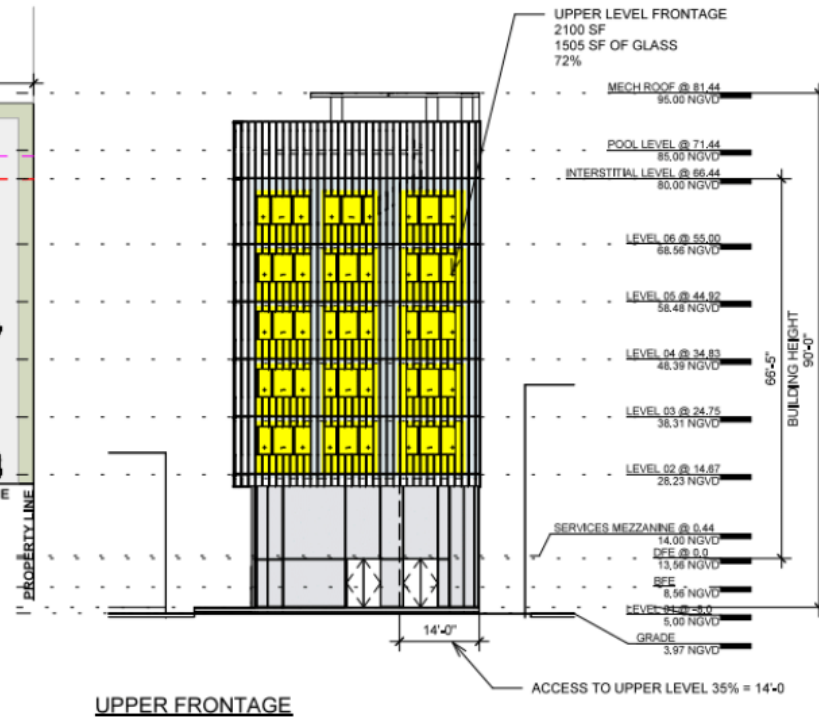 UPPER LEVEL FRONTAGE
2100 SF
1505 SF OF GLASS
72%
MECH ROOF @ 81.44
95.00 NGVD
POOL LEVEL @ 71.44
85.00 NGVD
INTERSTITIAL LEVEL @ 66.44
80.00 NGVD
LEVEL 06 @ 55.00
68.56 NGVD
LEVEL 05 @ 44.92
58.48 NGVD
LEVEL 04 @ 34.83
48.39 NGVD
LEVEL 03 @ 24.75
38.31 NGVD
LEVEL 02 @ 14.67
28.23 NGVD
SERVICES MEZZANINE @ 0.44
14.00 NGVD
DFE @ 0.0
13.56 NGVD
BFE
8.56 NGVD
LEVEL 01 @ -8.0
5.00 NGVD
GRADE
3.97 NGVD
66'-5"
BUILDING HEIGHT
90'-0"
PROPERTY LINE
E
14'-0"
ACCESS TO UPPER LEVEL 35% = 14'-0
UPPER FRONTAGE